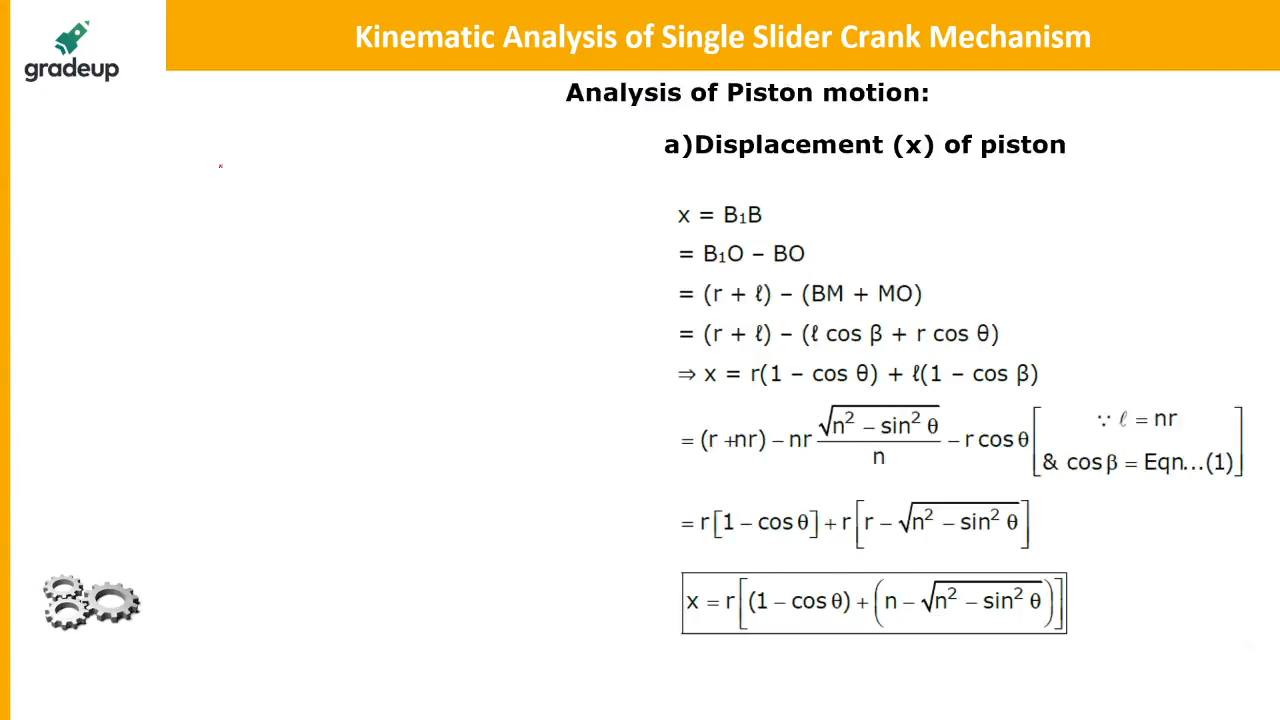 Kinematic Analysis of Single Slider Crank Mechanism
gradeup
Analysis of Piston motion:
a)Displacement (x) of piston
x = B₁B
= B₁O – BO
= (r + ℓ) – (BM + MO)
= (r + ℓ) – (ℓ cos β + r cos θ)
⇒ x = r(1 – cos θ) + ℓ(1 – cos β)
= (r +nr) − nr √(n² − sin² θ) / n − r cos θ [∵ ℓ = nr
& cos β = Eqn...(1)]
= r[1 − cos θ] + r[r − √(n² − sin² θ)]
x = r[(1 − cos θ) + (n − √(n² − sin² θ))]